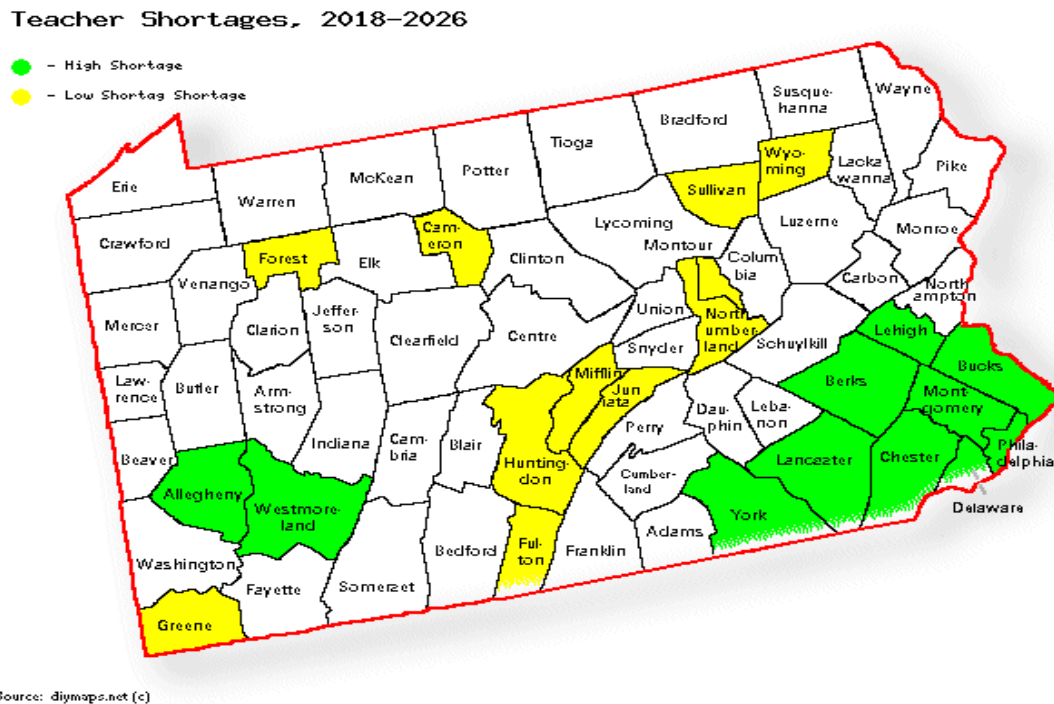 Teacher Shortages, 2018-2026
- High Shortage
- Low Shortag Shortage
Erie
Crawford
Warren
McKean
Potter
Tioga
Bradford
Susque-
hanna
Wayne
Wyo-
ming
Lacka
wanna
Pike
Sullivan
Forest
Venango
Elk
Cam-
eron
Clinton
Lycoming
Luzerne
Monroe
Montour
Colum
bia
Carbon
North
ampton
Mercer
Clarion
Jeffer-
son
Clearfield
Centre
Union
Snyder
North
umber-
land
Schuylkill
Lehigh
Bucks
Law-
rence
Butler
Arm-
strong
Indiana
Cam-
bria
Blair
Mifflin
Jun
iata
Perry
Dau-
phin
Leba-
non
Berks
Mont-
gomery
Phila-
delphia
Beaver
Allegheny
Westmore-
land
Hunting-
don
Cumber-
land
Lancaster
Chester
Delaware
Washington
Fayette
Somerset
Bedford
Ful-
ton
Franklin
Adams
York
Greene
Source: diymaps.net (c)